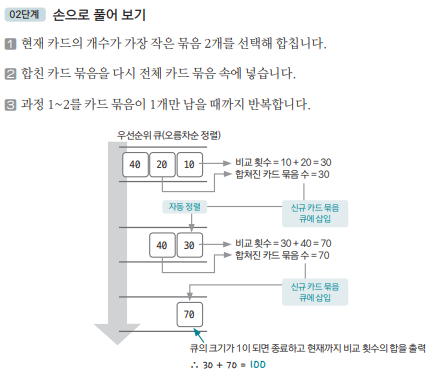 02단계 손으로 풀어 보기
1 현재 카드의 개수가 가장 작은 묶음 2개를 선택해 합칩니다.
2 합친 카드 묶음을 다시 전체 카드 묶음 속에 넣습니다.
3 과정 1~2를 카드 묶음이 1개만 남을 때까지 반복합니다.
우선순위 큐(오름차순 정렬)
40 20 10
비교 횟수 = 10 + 20 = 30
합쳐진 카드 묶음 수 = 30
자동 정렬
신규 카드 묶음
큐에 삽입
40 30
비교 횟수 = 30 + 40 = 70
합쳐진 카드 묶음 수 = 70
신규 카드 묶음
큐에 삽입
70
큐의 크기가 1이 되면 종료하고 현재까지 비교 횟수의 합을 출력
∴ 30 + 70 = 100